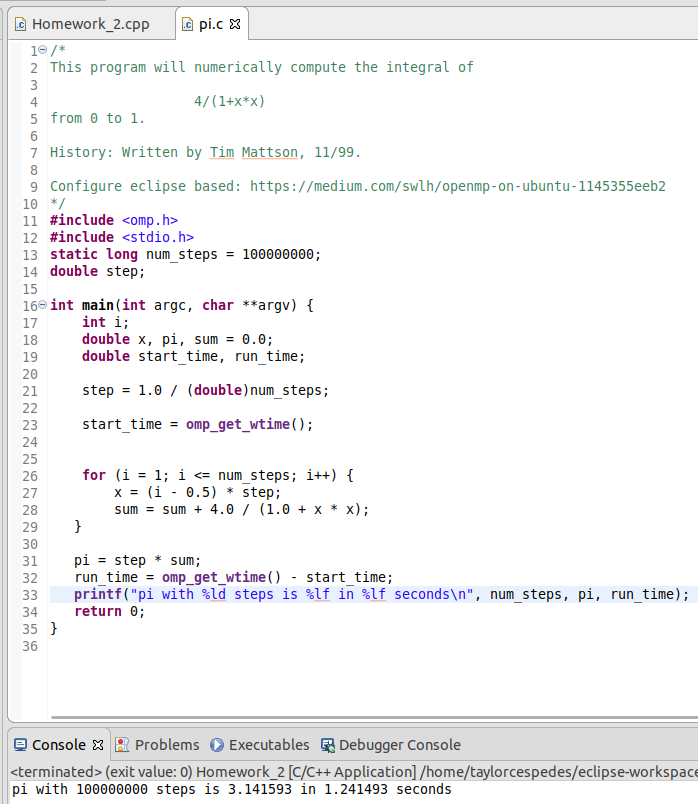 Homework_2.cpp pi.c
1 /*
2 This program will numerically compute the integral of
3
4 4/(1+x*x)
5 from 0 to 1.
6
7 History: Written by Tim Mattson, 11/99.
8
9 Configure eclipse based: https://medium.com/swlh/openmp-on-ubuntu-1145355eeb2
10 */
11 #include <omp.h>
12 #include <stdio.h>
13 static long num_steps = 100000000;
14 double step;
15
16 int main(int argc, char **argv) {
17 int i;
18 double x, pi, sum = 0.0;
19 double start_time, run_time;
20
21 step = 1.0 / (double)num_steps;
22
23 start_time = omp_get_wtime();
24
25
26 for (i = 1; i <= num_steps; i++) {
27 x = (i - 0.5) * step;
28 sum = sum + 4.0 / (1.0 + x * x);
29 }
30
31 pi = step * sum;
32 run_time = omp_get_wtime() - start_time;
33 printf("pi with %ld steps is %lf in %lf seconds\n", num_steps, pi, run_time);
34 return 0;
35 }
36
Console Problems Executables Debugger Console
<terminated> (exit value: 0) Homework_2 [C/C++ Application] /home/taylorcespedes/eclipse-workspace
pi with 100000000 steps is 3.141593 in 1.241493 seconds